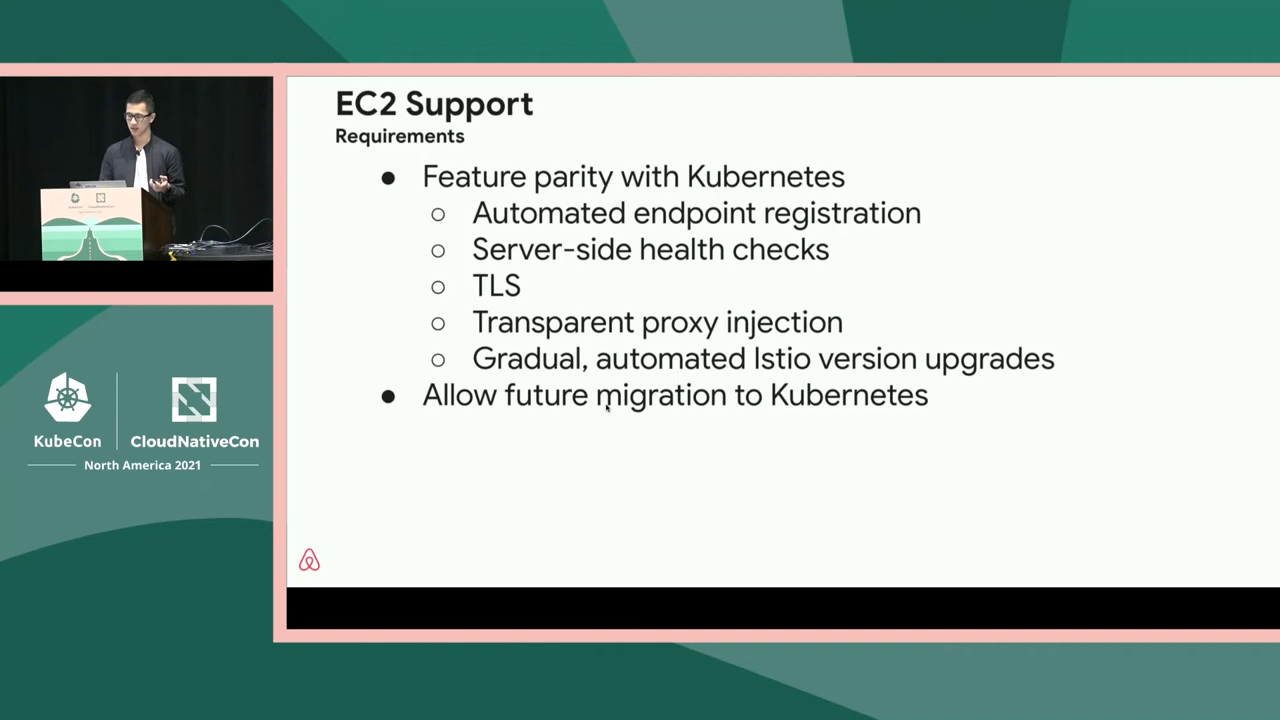 EC2 Support
Requirements
● Feature parity with Kubernetes
○ Automated endpoint registration
○ Server-side health checks
○ TLS
○ Transparent proxy injection
○ Gradual, automated Istio version upgrades
● Allow future migration to Kubernetes
KubeCon
CloudNativeCon
North America 2021